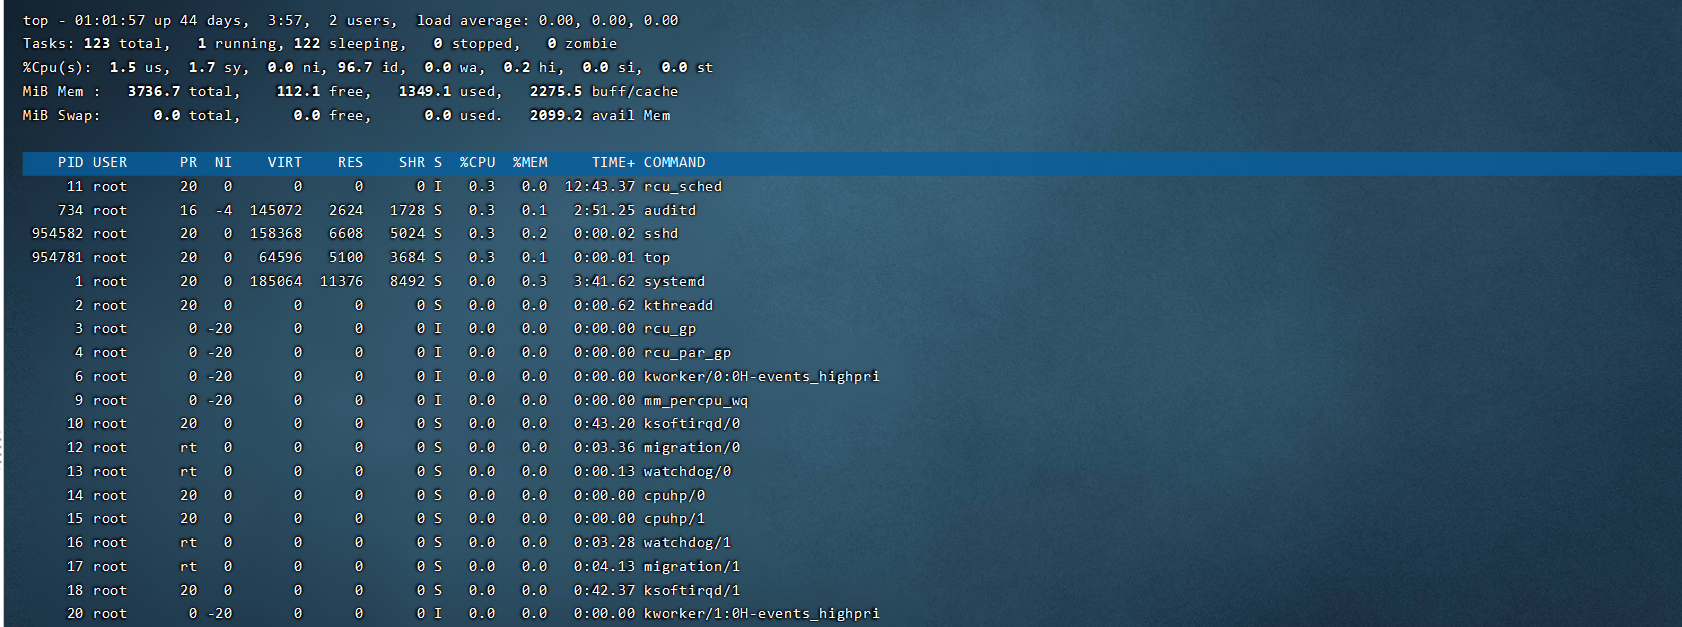 top - 01:01:57 up 44 days,  3:57,  2 users,  load average: 0.00, 0.00, 0.00
Tasks: 123 total,   1 running, 122 sleeping,   0 stopped,   0 zombie
%Cpu(s):  1.5 us,  1.7 sy,  0.0 ni, 96.7 id,  0.0 wa,  0.2 hi,  0.0 si,  0.0 st
MiB Mem :   3736.7 total,    112.1 free,   1349.1 used,   2275.5 buff/cache
MiB Swap:      0.0 total,      0.0 free,      0.0 used.   2099.2 avail Mem
    PID USER      PR  NI    VIRT    RES    SHR S  %CPU  %MEM     TIME+ COMMAND
     11 root      20   0       0      0      0 I   0.3   0.0  12:43.37 rcu_sched
    734 root      16  -4  145072   2624   1728 S   0.3   0.1   2:51.25 auditd
 954582 root      20   0  158368   6608   5024 S   0.3   0.2   0:00.02 sshd
 954781 root      20   0   64596   5100   3684 S   0.3   0.1   0:00.01 top
      1 root      20   0  185064  11376   8492 S   0.0   0.3   3:41.62 systemd
      2 root      20   0       0      0      0 S   0.0   0.0   0:00.62 kthreadd
      3 root       0 -20       0      0      0 I   0.0   0.0   0:00.00 rcu_gp
      4 root       0 -20       0      0      0 I   0.0   0.0   0:00.00 rcu_par_gp
      6 root       0 -20       0      0      0 I   0.0   0.0   0:00.00 kworker/0:0H-events_highpri
      9 root       0 -20       0      0      0 I   0.0   0.0   0:00.00 mm_percpu_wq
     10 root      20   0       0      0      0 S   0.0   0.0   0:43.20 ksoftirqd/0
     12 root      rt   0       0      0      0 S   0.0   0.0   0:03.36 migration/0
     13 root      rt   0       0      0      0 S   0.0   0.0   0:00.13 watchdog/0
     14 root      20   0       0      0      0 S   0.0   0.0   0:00.00 cpuhp/0
     15 root      20   0       0      0      0 S   0.0   0.0   0:00.00 cpuhp/1
     16 root      rt   0       0      0      0 S   0.0   0.0   0:03.28 watchdog/1
     17 root      rt   0       0      0      0 S   0.0   0.0   0:04.13 migration/1
     18 root      20   0       0      0      0 S   0.0   0.0   0:42.37 ksoftirqd/1
     20 root       0 -20       0      0      0 I   0.0   0.0   0:00.00 kworker/1:0H-events_highpri